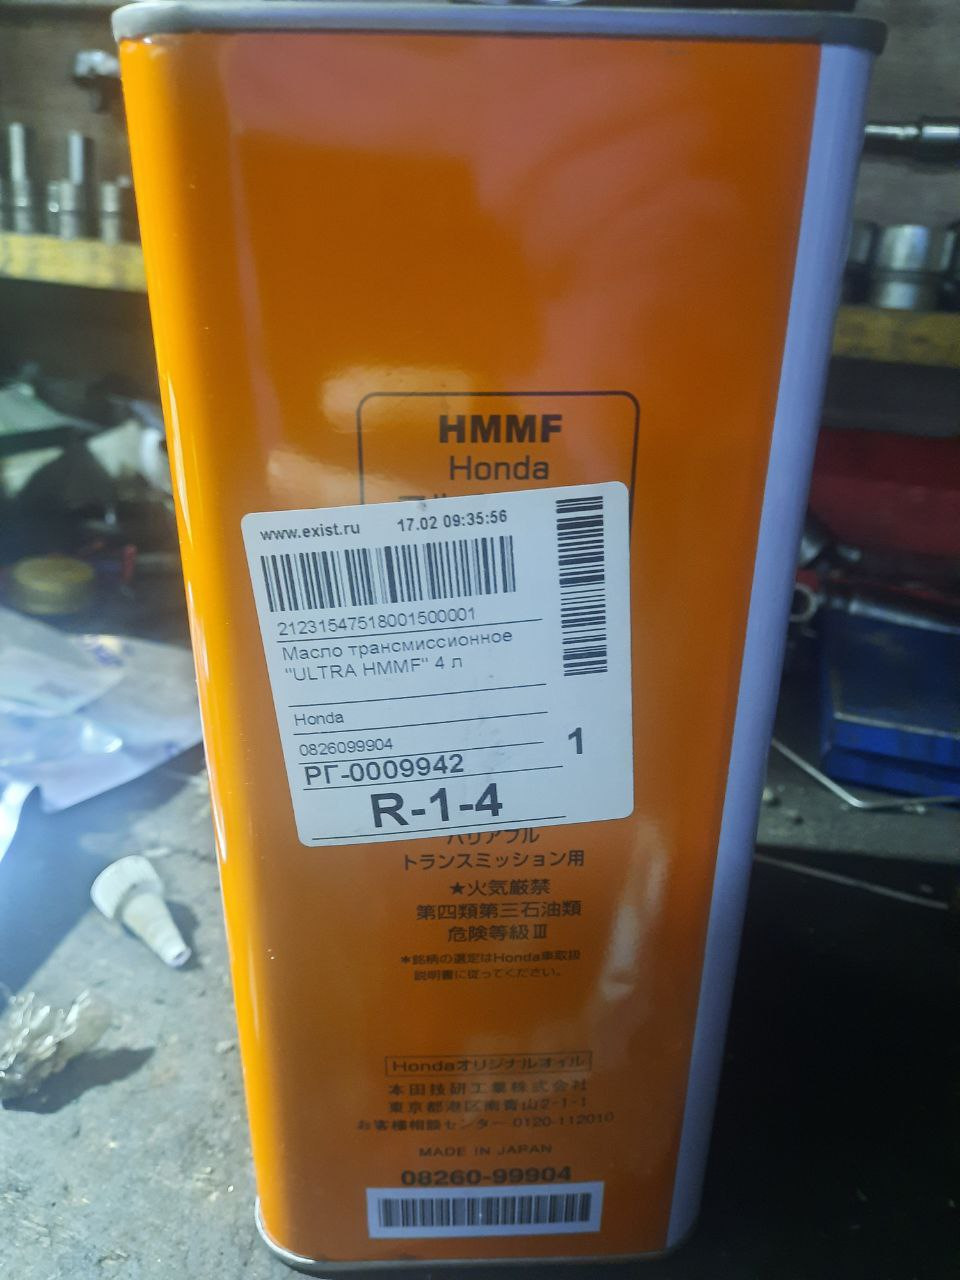 HMMF
Honda
www.exist.ru 17.02 09:35:56
21231547518001500001
Масло трансмиссионное
"ULTRA HMMF" 4 л
Honda
0826099904
1
РГ-0009942
R-1-4
バリアブル
トランスミッション用
★火気厳禁
第四類第三石油類
危険等級Ⅲ
*銘柄の選定はHonda車取扱
説明書に従ってください。
Hondaオリジナルオイル
本田技研工業株式会社
東京都港区南青山2-1-1
お客様相談センター 0120-112010
MADE IN JAPAN
08260-99904